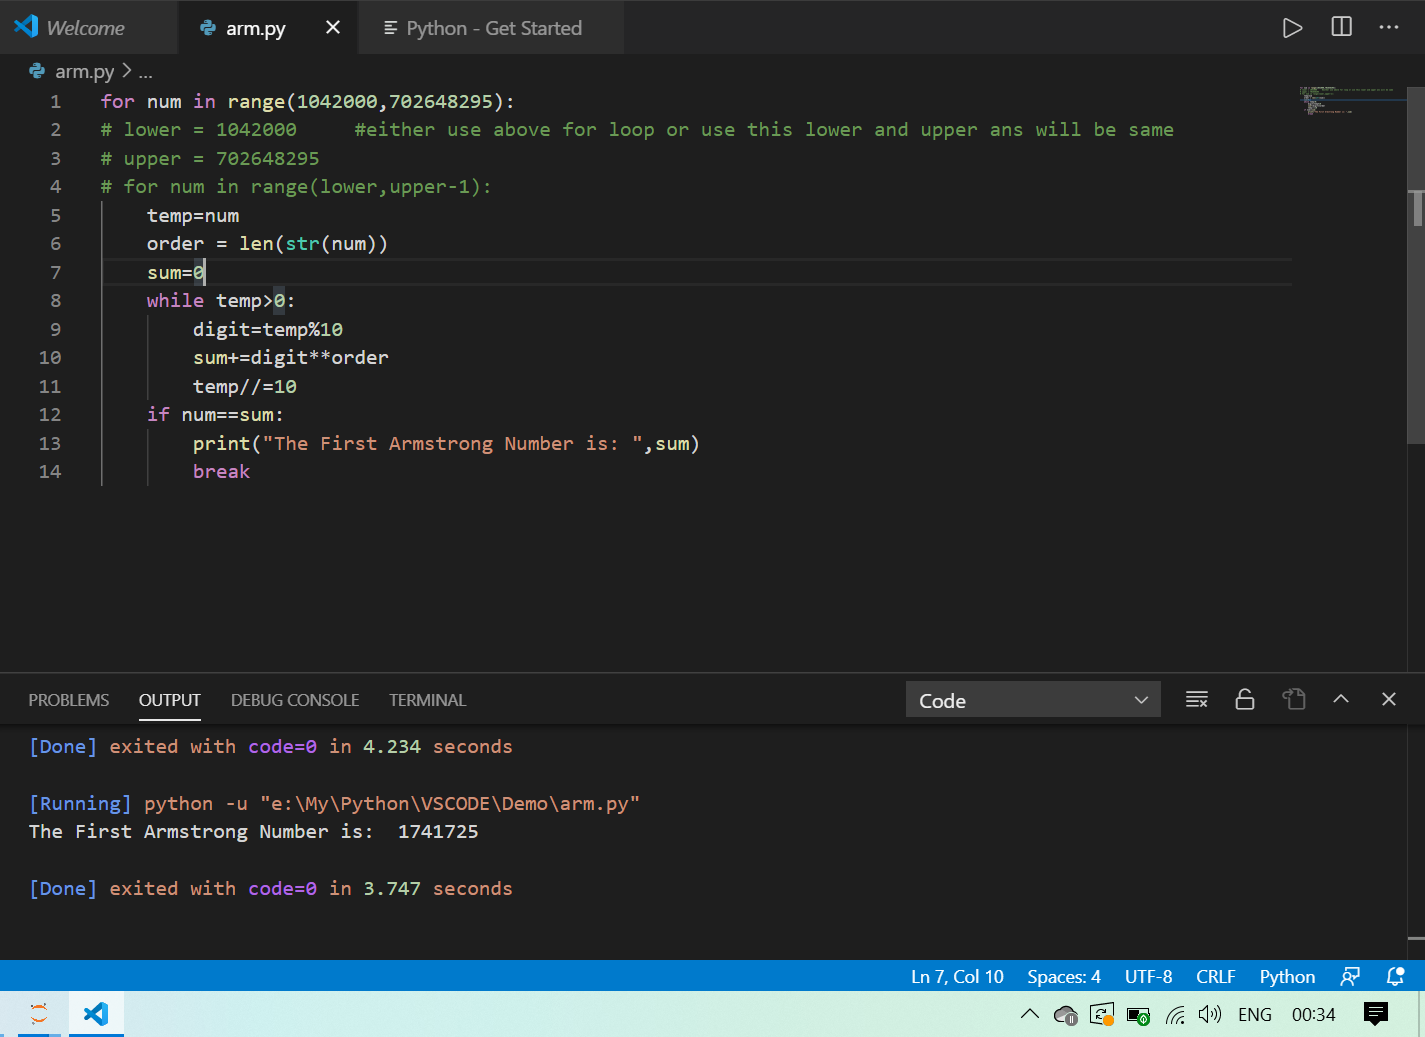 Welcome
arm.py
Python - Get Started
arm.py > ...
1 for num in range(1042000,702648295):
2 # lower = 1042000     #either use above for loop or use this lower and upper ans will be same
3 # upper = 702648295
4 # for num in range(lower,upper-1):
5     temp=num
6     order = len(str(num))
7     sum=0
8     while temp>0:
9         digit=temp%10
10         sum+=digit**order
11         temp//=10
12     if num==sum:
13         print("The First Armstrong Number is: ",sum)
14         break
PROBLEMS OUTPUT DEBUG CONSOLE TERMINAL Code
[Done] exited with code=0 in 4.234 seconds
[Running] python -u "e:\My\Python\VSCODE\Demo\arm.py"
The First Armstrong Number is:  1741725
[Done] exited with code=0 in 3.747 seconds
Ln 7, Col 10 Spaces: 4 UTF-8 CRLF Python
ENG 00:34